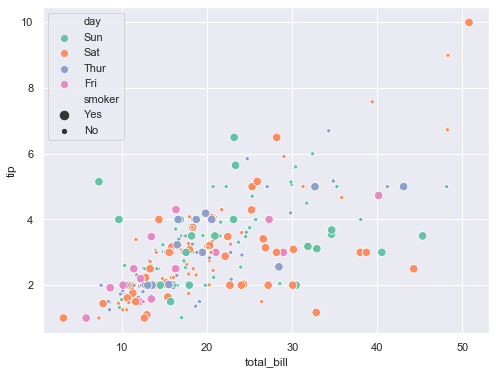 day
Sun
Sat
Thur
Fri
smoker
Yes
No
10
8
6
4
2
tip
10
20
30
40
50
total_bill